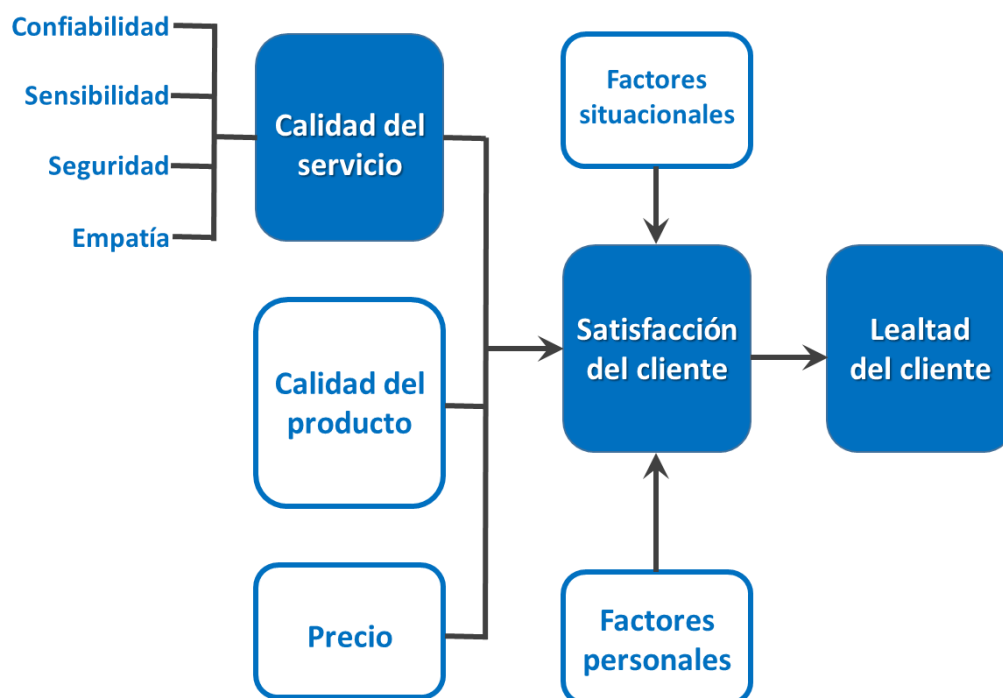 Confiabilidad
Sensibilidad
Seguridad
Empatía
Calidad del
servicio
Calidad del
producto
Precio
Factores
situacionales
Satisfacción
del cliente
Factores
personales
Lealtad
del cliente